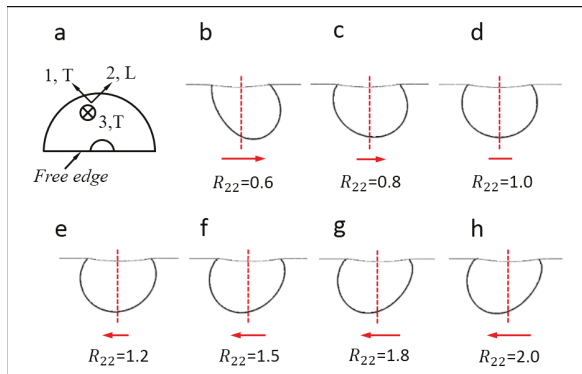 a
1, T
2, L
3,T
Free edge
b
R22=0.6
c
R22=0.8
d
R22=1.0
e
R22=1.2
f
R22=1.5
g
R22=1.8
h
R22=2.0